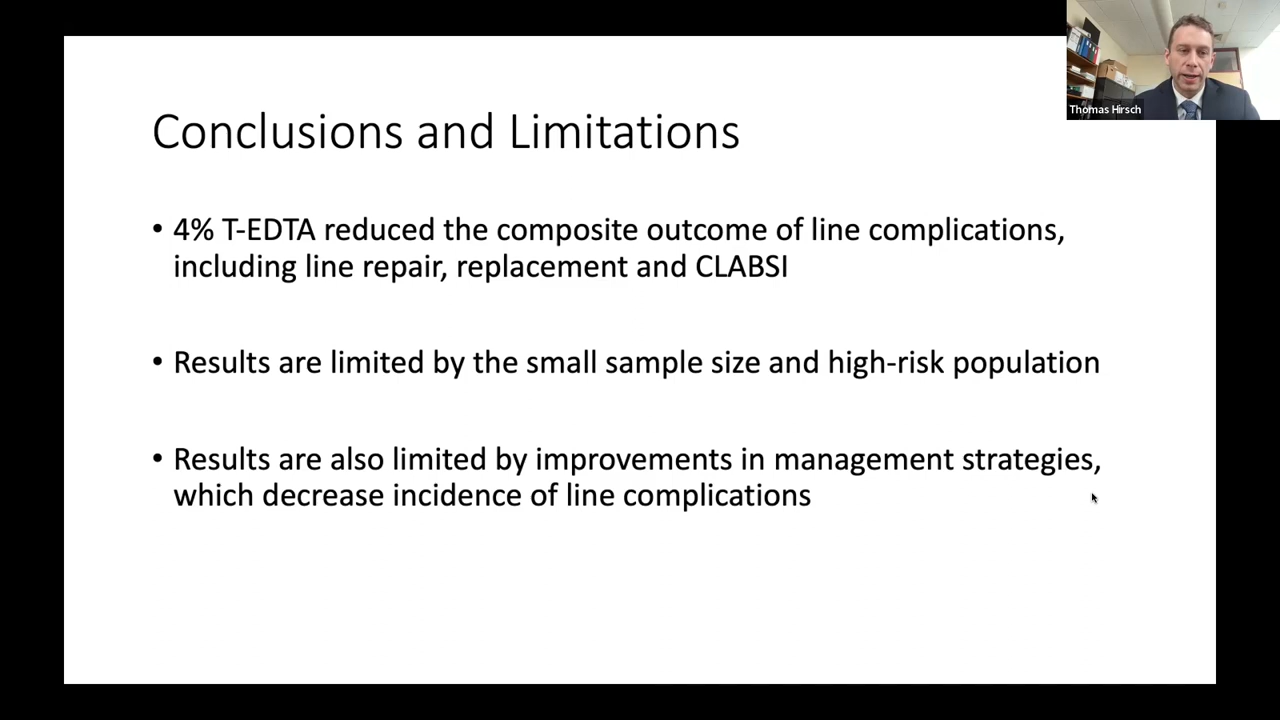 Conclusions and Limitations
• 4% T-EDTA reduced the composite outcome of line complications,
including line repair, replacement and CLABSI
• Results are limited by the small sample size and high-risk population
• Results are also limited by improvements in management strategies,
which decrease incidence of line complications
Thomas Hirsch